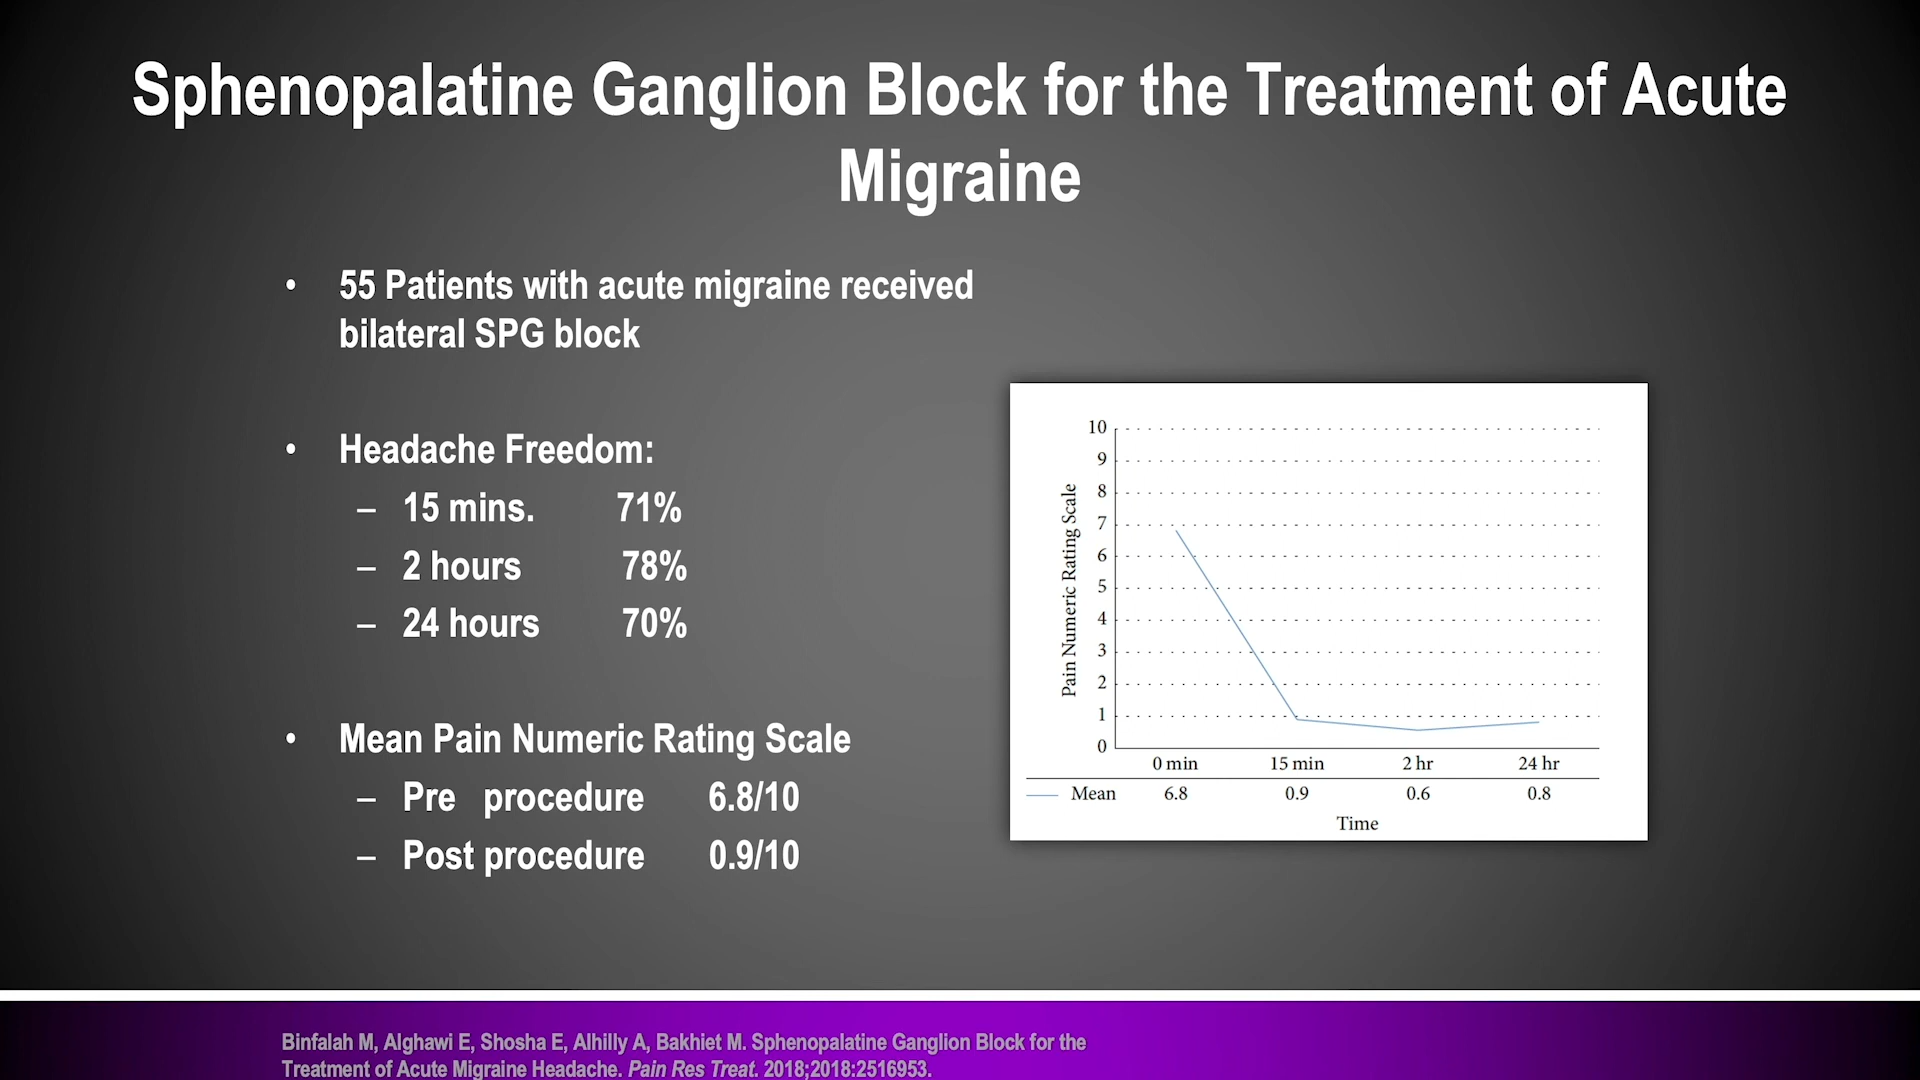 Sphenopalatine Ganglion Block for the Treatment of Acute
Migraine
• 55 Patients with acute migraine received
bilateral SPG block
• Headache Freedom:
– 15 mins. 71%
– 2 hours 78%
– 24 hours 70%
• Mean Pain Numeric Rating Scale
– Pre procedure 6.8/10
– Post procedure 0.9/10
Pain Numeric Rating Scale
10
9
8
7
6
5
4
3
2
1
0
0 min 15 min 2 hr 24 hr
Mean 6.8 0.9 0.6 0.8
Time
Binfalah M, Alghawi E, Shosha E, Alhilly A, Bakhiet M. Sphenopalatine Ganglion Block for the
Treatment of Acute Migraine Headache. Pain Res Treat. 2018;2018:2516953.